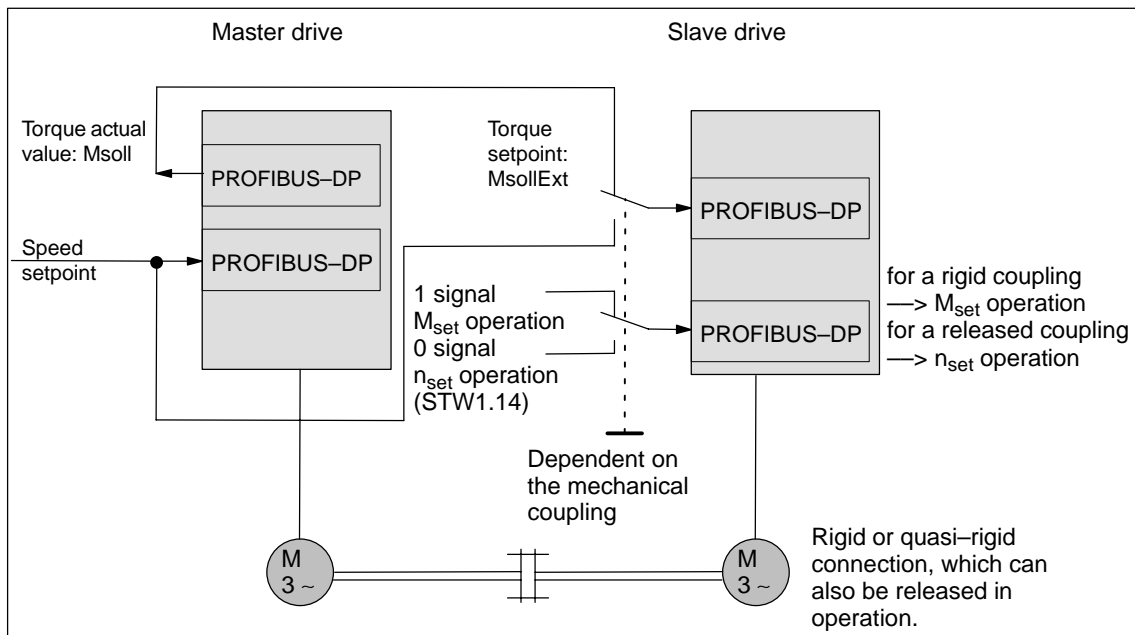 Master drive
Slave drive
Torque actual
value: Msoll
PROFIBUS–DP
Speed
setpoint
PROFIBUS–DP
Torque
setpoint:
MsollExt
PROFIBUS–DP
1 signal
Mset operation
0 signal
nset operation
(STW1.14)
PROFIBUS–DP
for a rigid coupling
––> Mset operation
for a released coupling
––> nset operation
Dependent on
the mechanical
coupling
M
3 ~
M
3 ~
Rigid or quasi–rigid
connection, which can
also be released in
operation.